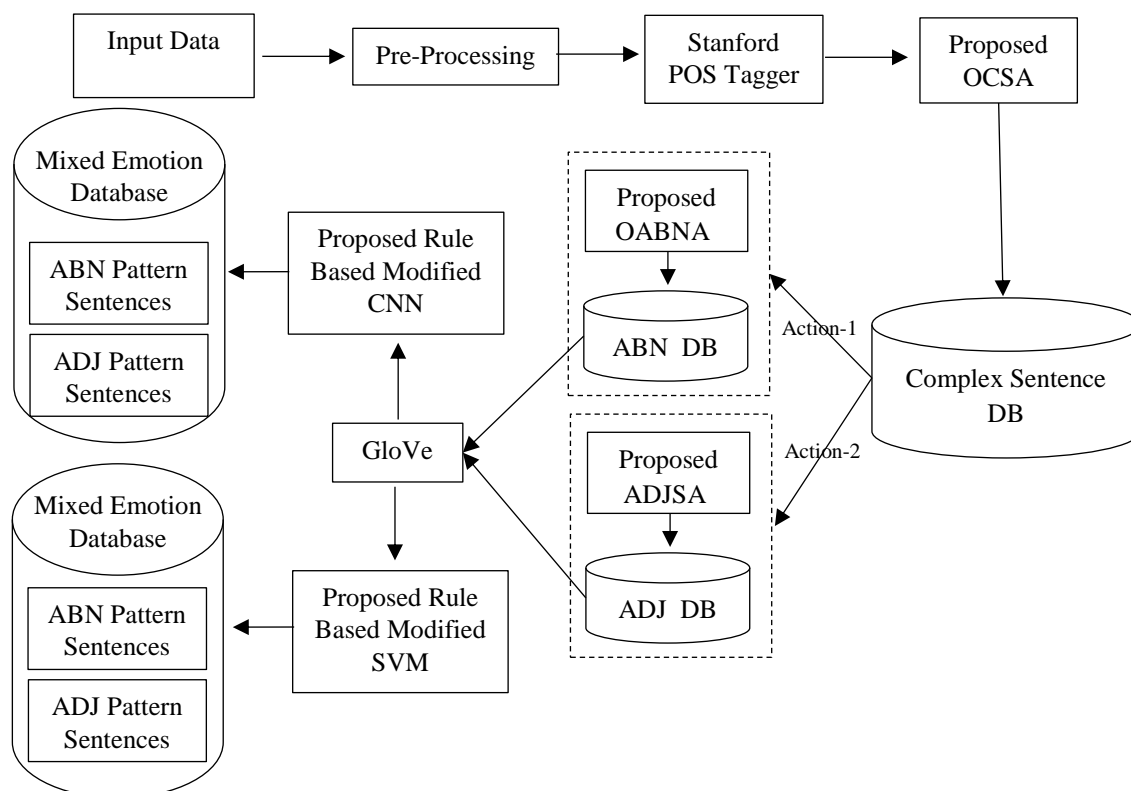 Input Data
Pre-Processing
Stanford
POS Tagger
Proposed
OCSA
Mixed Emotion
Database
ABN Pattern
Sentences
ADJ Pattern
Sentences
Proposed Rule
Based Modified
CNN
Proposed
OABNA
ABN DB
Action-1
Complex Sentence
DB
GloVe
Proposed
ADJSA
ADJ DB
Action-2
Mixed Emotion
Database
ABN Pattern
Sentences
ADJ Pattern
Sentences
Proposed Rule
Based Modified
SVM